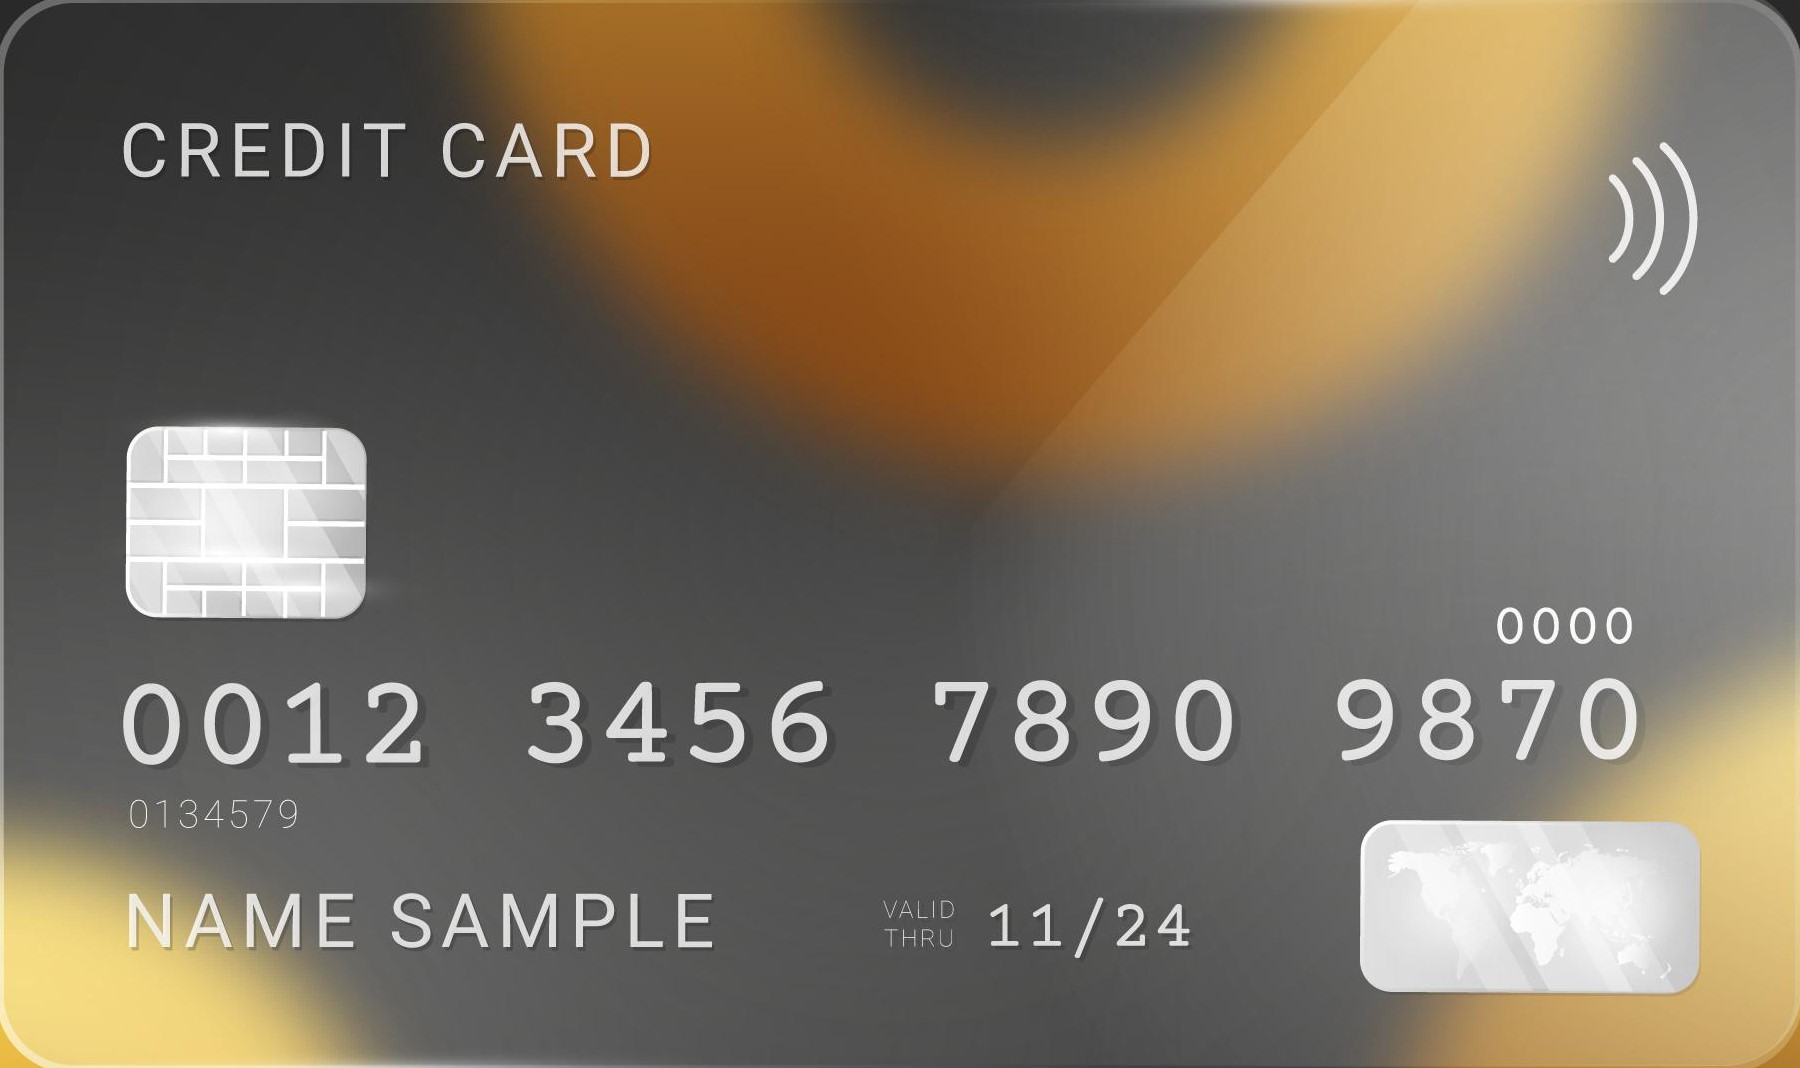 CREDIT CARD
0000
0012 3456 7890 9870
0134579
NAME SAMPLE
VALID
THRU
11/24